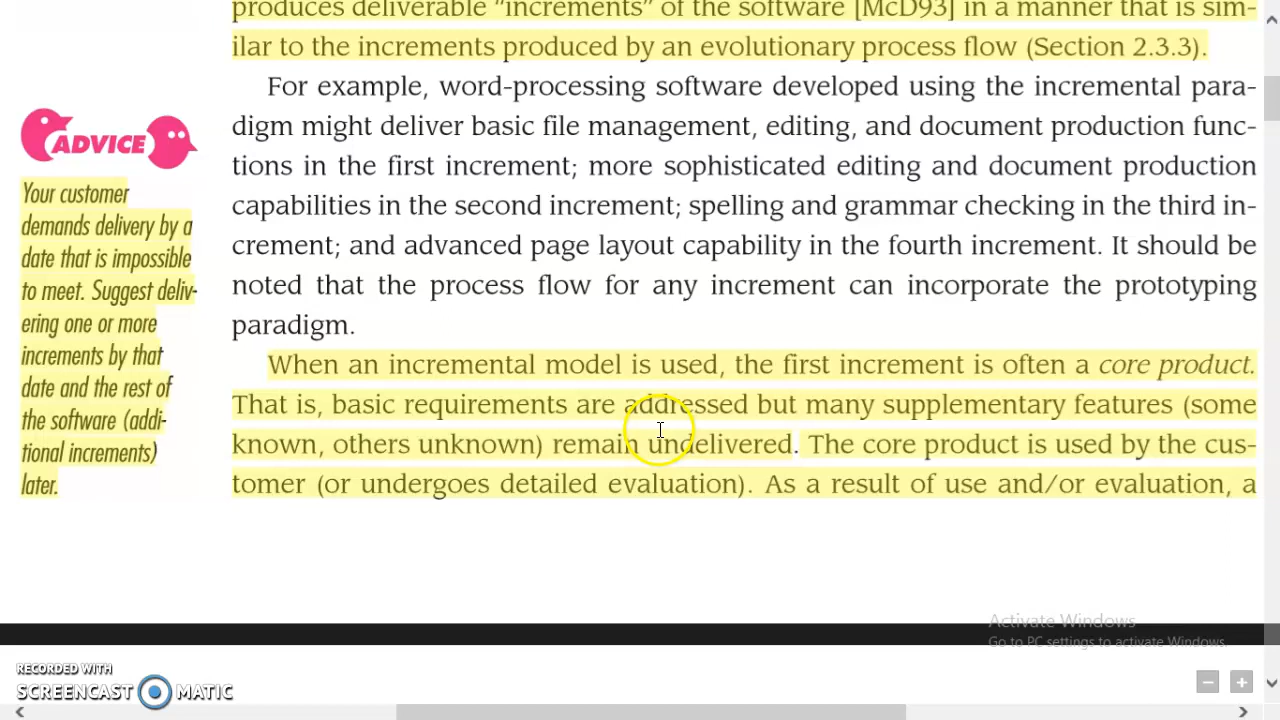 produces deliverable “increments” of the software [McD93] in a manner that is sim-
ilar to the increments produced by an evolutionary process flow (Section 2.3.3).
For example, word-processing software developed using the incremental para-
digm might deliver basic file management, editing, and document production func-
tions in the first increment; more sophisticated editing and document production
capabilities in the second increment; spelling and grammar checking in the third in-
crement; and advanced page layout capability in the fourth increment. It should be
noted that the process flow for any increment can incorporate the prototyping
paradigm.
When an incremental model is used, the first increment is often a core product.
That is, basic requirements are addressed but many supplementary features (some
known, others unknown) remain undelivered. The core product is used by the cus-
tomer (or undergoes detailed evaluation). As a result of use and/or evaluation, a
ADVICE
Your customer
demands delivery by a
date that is impossible
to meet. Suggest deliv-
ering one or more
increments by that
date and the rest of
the software (addi-
tional increments)
later.
Activate Windows
Go to PC settings to activate Windows.
RECORDED WITH
SCREENCAST MATIC